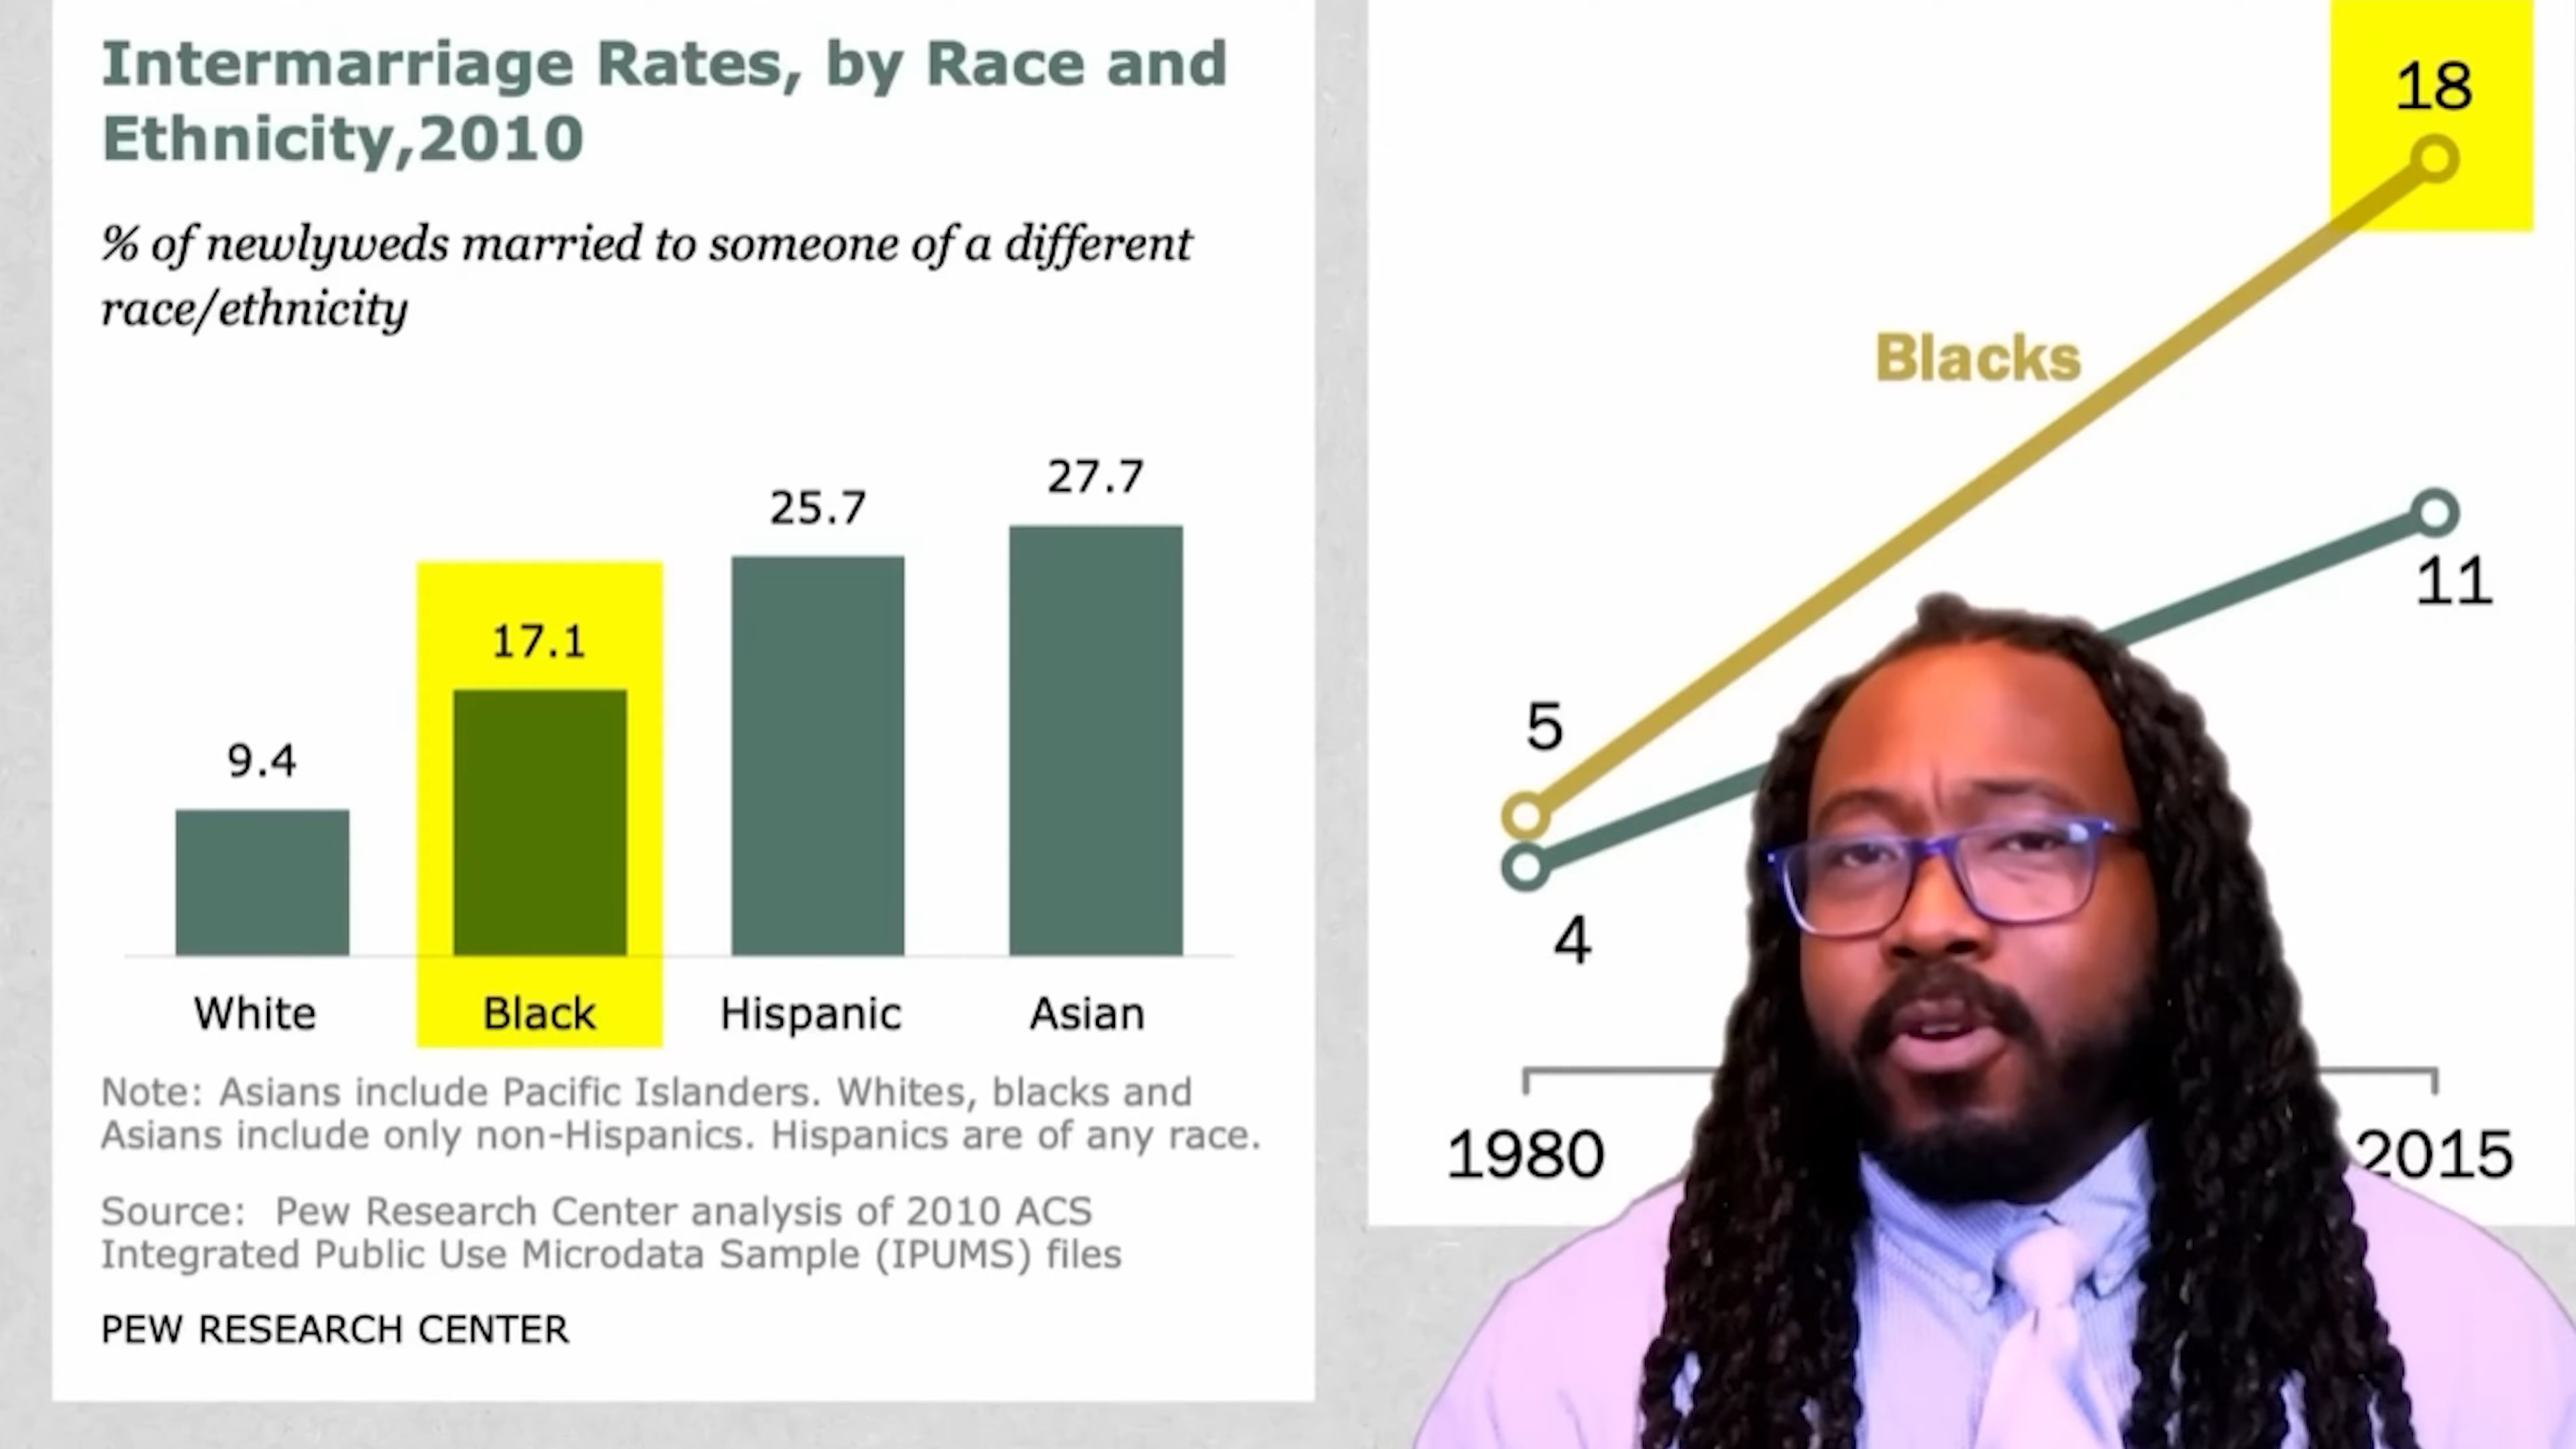 Intermarriage Rates, by Race and
Ethnicity,2010
% of newlyweds married to someone of a different
race/ethnicity
9.4
17.1
25.7
27.7
White
Black
Hispanic
Asian
Note: Asians include Pacific Islanders. Whites, blacks and
Asians include only non-Hispanics. Hispanics are of any race.
Source: Pew Research Center analysis of 2010 ACS
Integrated Public Use Microdata Sample (IPUMS) files
PEW RESEARCH CENTER
18
Blacks
11
5
4
1980
2015